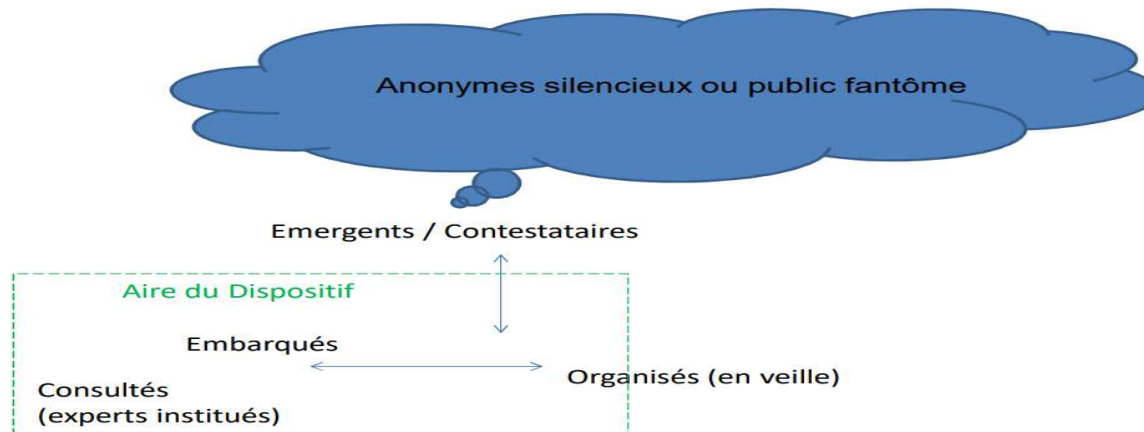 Anonymes silencieux ou public fantôme
Emergents / Contestataires
Aire du Dispositif
Embarqués
Organisés (en veille)
Consultés
(experts institués)